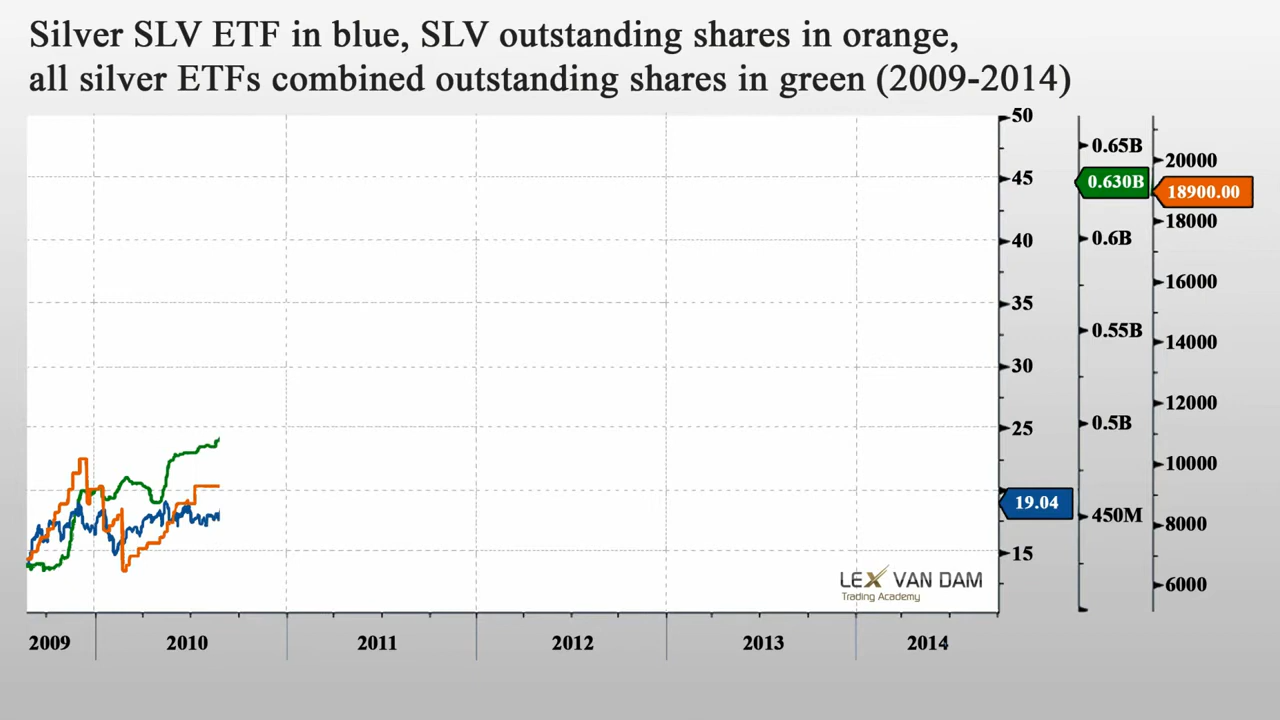 Silver SLV ETF in blue, SLV outstanding shares in orange,
all silver ETFs combined outstanding shares in green (2009-2014)
50
45
40
35
30
25
19.04
15
0.65B
0.630B
0.6B
0.55B
0.5B
450M
20000
18900.00
18000
16000
14000
12000
10000
8000
6000
LEX VAN DAM
Trading Academy
2009 2010 2011 2012 2013 2014